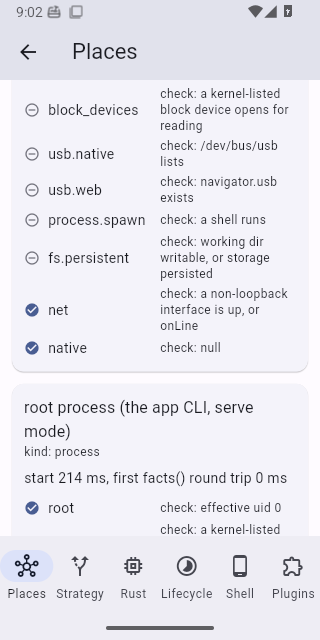 9:02
Places
check: a kernel-listed
block_devices
block device opens for
reading
check: /dev/bus/usb
usb.native
lists
check: navigator.usb
usb.web
exists
process.spawn
check: a shell runs
check: working dir
fs.persistent
writable, or storage
persisted
check: a non-loopback
net
interface is up, or
onLine
native
check: null
root process (the app CLI, serve
mode)
kind: process
start 214 ms, first facts() round trip 0 ms
root
check: effective uid 0
check: a kernel-listed
Places
Strategy
Rust
Lifecycle
Shell
Plugins